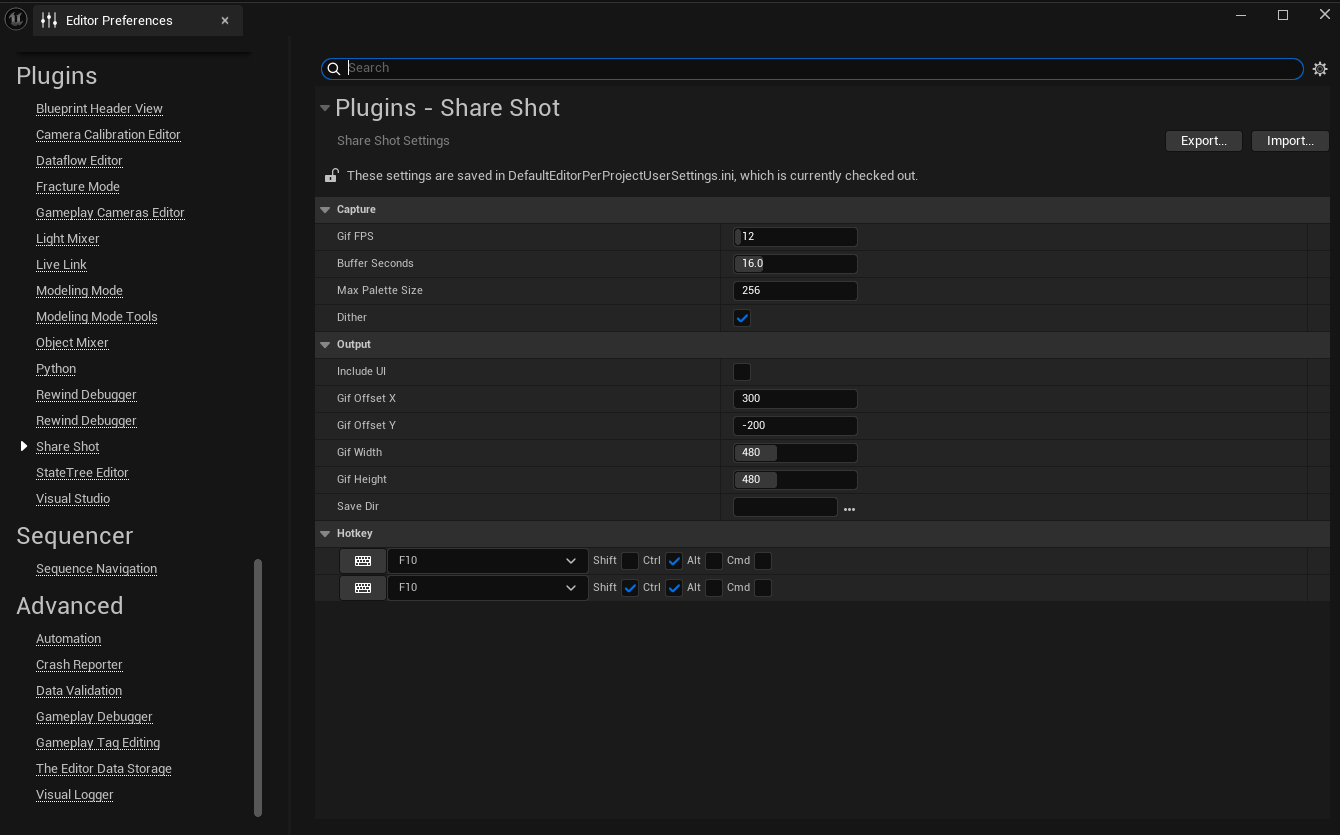 Editor Preferences
Plugins
Blueprint Header View
Camera Calibration Editor
Dataflow Editor
Fracture Mode
Gameplay Cameras Editor
Light Mixer
Live Link
Modeling Mode
Modeling Mode Tools
Object Mixer
Python
Rewind Debugger
Rewind Debugger
Share Shot
StateTree Editor
Visual Studio
Sequencer
Sequence Navigation
Advanced
Automation
Crash Reporter
Data Validation
Gameplay Debugger
Gameplay Tag Editing
The Editor Data Storage
Visual Logger
Search
Plugins - Share Shot
Share Shot Settings Export... Import...
These settings are saved in DefaultEditorPerProjectUserSettings.ini, which is currently checked out.
Capture
Gif FPS 12
Buffer Seconds 16.0
Max Palette Size 256
Dither
Output
Include UI
Gif Offset X 300
Gif Offset Y -200
Gif Width 480
Gif Height 480
Save Dir ...
Hotkey
F10 Shift Ctrl Alt Cmd
F10 Shift Ctrl Alt Cmd